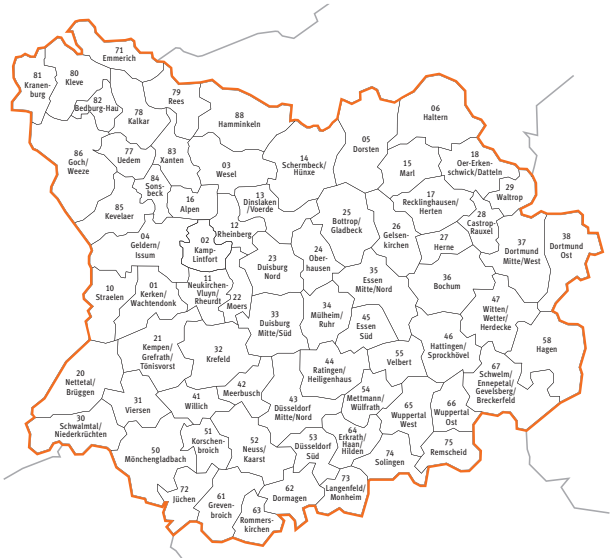 71
Emmerich
81
Kranen-
burg
80
Kleve
82
Bedburg-Hau
79
Rees
78
Kalkar
88
Hamminkeln
06
Haltern
05
Dorsten
86
Goch/
Weeze
77
Uedem
83
Xanten
03
Wesel
14
Schermbeck/
Hünxe
15
Marl
18
Oer-Erken-
schwick/Datteln
84
Sons-
beck
16
Alpen
13
Dinslaken
/Voerde
17
Recklinghausen/
Herten
29
Waltrop
85
Kevelaer
25
Bottrop/
Gladbeck
28
Castrop-
Rauxel
04
Geldern/
Issum
02
Kamp-
Lintfort
12
Rheinberg
26
Gelsen-
kirchen
27
Herne
37
Dortmund
Mitte/West
38
Dortmund
Ost
23
Duisburg
Nord
24
Ober-
hausen
10
Straelen
01
Kerken/
Wachtendonk
11
Neukirchen-
Vluyn/
Rheurdt
22
Moers
35
Essen
Mitte/Nord
36
Bochum
33
Duisburg
Mitte/Süd
34
Mülheim/
Ruhr
45
Essen
Süd
47
Witten/
Wetter/
Herdecke
21
Kempen/
Grefrath/
Tönisvorst
32
Krefeld
46
Hattingen/
Sprockhövel
58
Hagen
20
Nettetal/
Brüggen
44
Ratingen/
Heiligenhaus
55
Velbert
67
Schwelm/
Ennepetal/
Gevelsberg/
Breckerfeld
42
Meerbusch
54
Mettmann/
Wülfrath
31
Viersen
41
Willich
43
Düsseldorf
Mitte/Nord
65
Wuppertal
West
66
Wuppertal
Ost
30
Schwalmtal/
Niederkrüchten
51
Korschen-
broich
52
Neuss/
Kaarst
53
Düsseldorf
Süd
64
Erkrath/
Haan/
Hilden
50
Mönchengladbach
74
Solingen
75
Remscheid
72
Jüchen
61
Greven-
broich
62
Dormagen
73
Langenfeld/
Monheim
63
Rommers-
kirchen